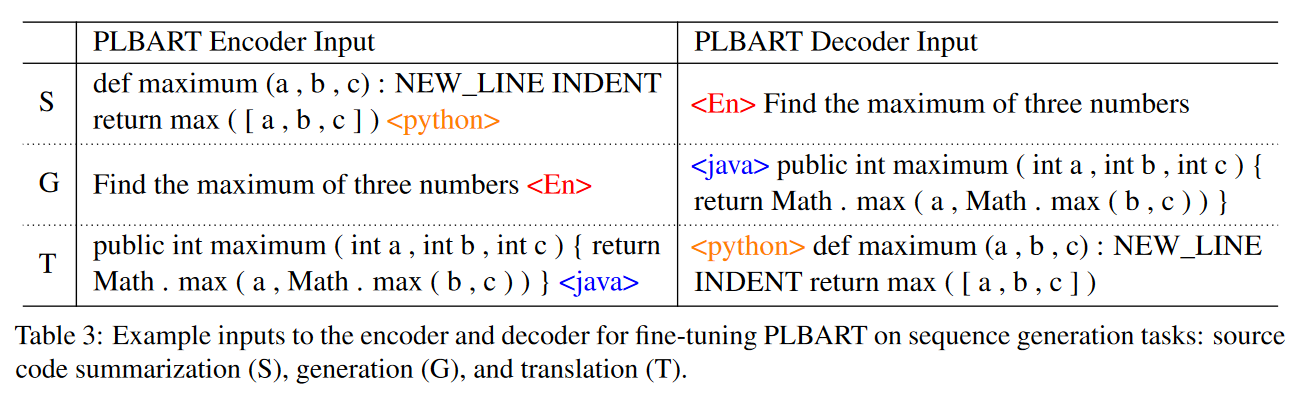 PLBART Encoder Input
PLBART Decoder Input
S
def maximum (a , b , c) : NEW_LINE INDENT
return max ( [ a , b , c ] ) <python>
<En> Find the maximum of three numbers
G
Find the maximum of three numbers <En>
<java> public int maximum ( int a , int b , int c ) {
return Math . max ( a , Math . max ( b , c ) ) }
T
public int maximum ( int a , int b , int c ) { return
Math . max ( a , Math . max ( b , c ) ) } <java>
<python> def maximum (a , b , c) : NEW_LINE
INDENT return max ( [ a , b , c ] )
Table 3: Example inputs to the encoder and decoder for fine-tuning PLBART on sequence generation tasks: source
code summarization (S), generation (G), and translation (T).